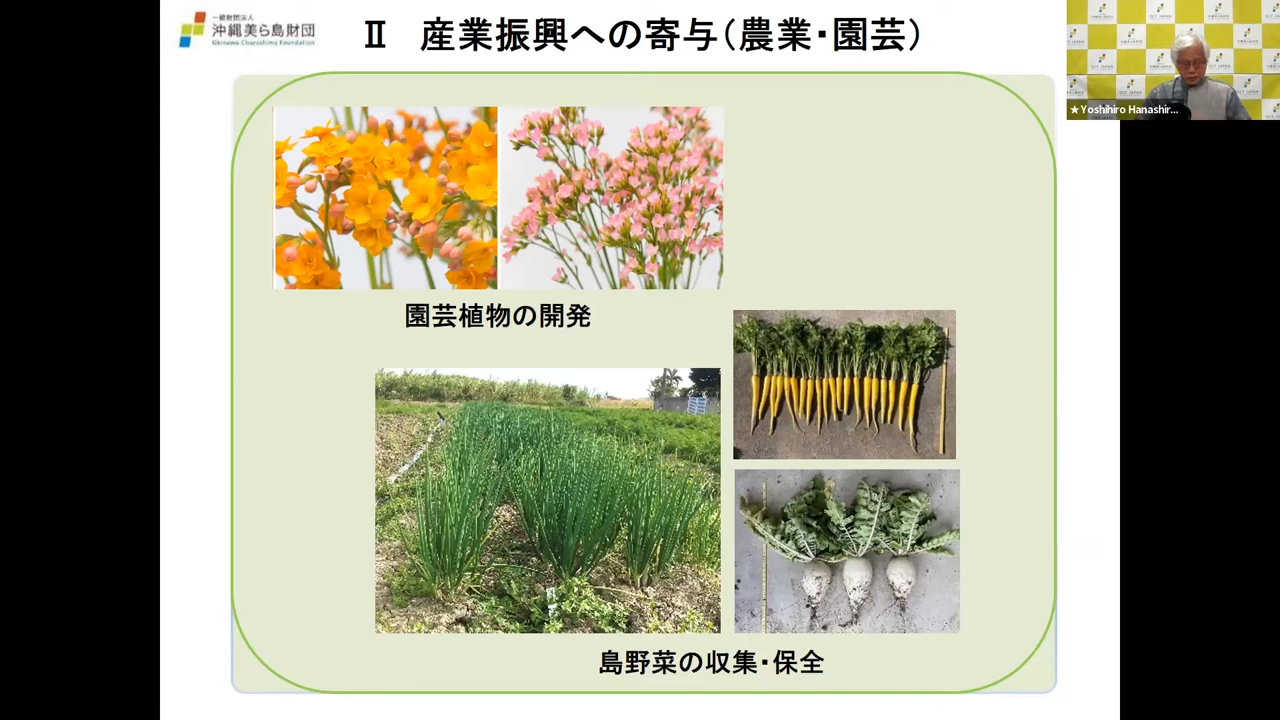 一般財団法人
沖縄美ら島財団
Okinawa Churashima Foundation
Ⅱ 産業振興への寄与(農業・園芸)
★Yoshihiro Hanashir...
園芸植物の開発
島野菜の収集・保全